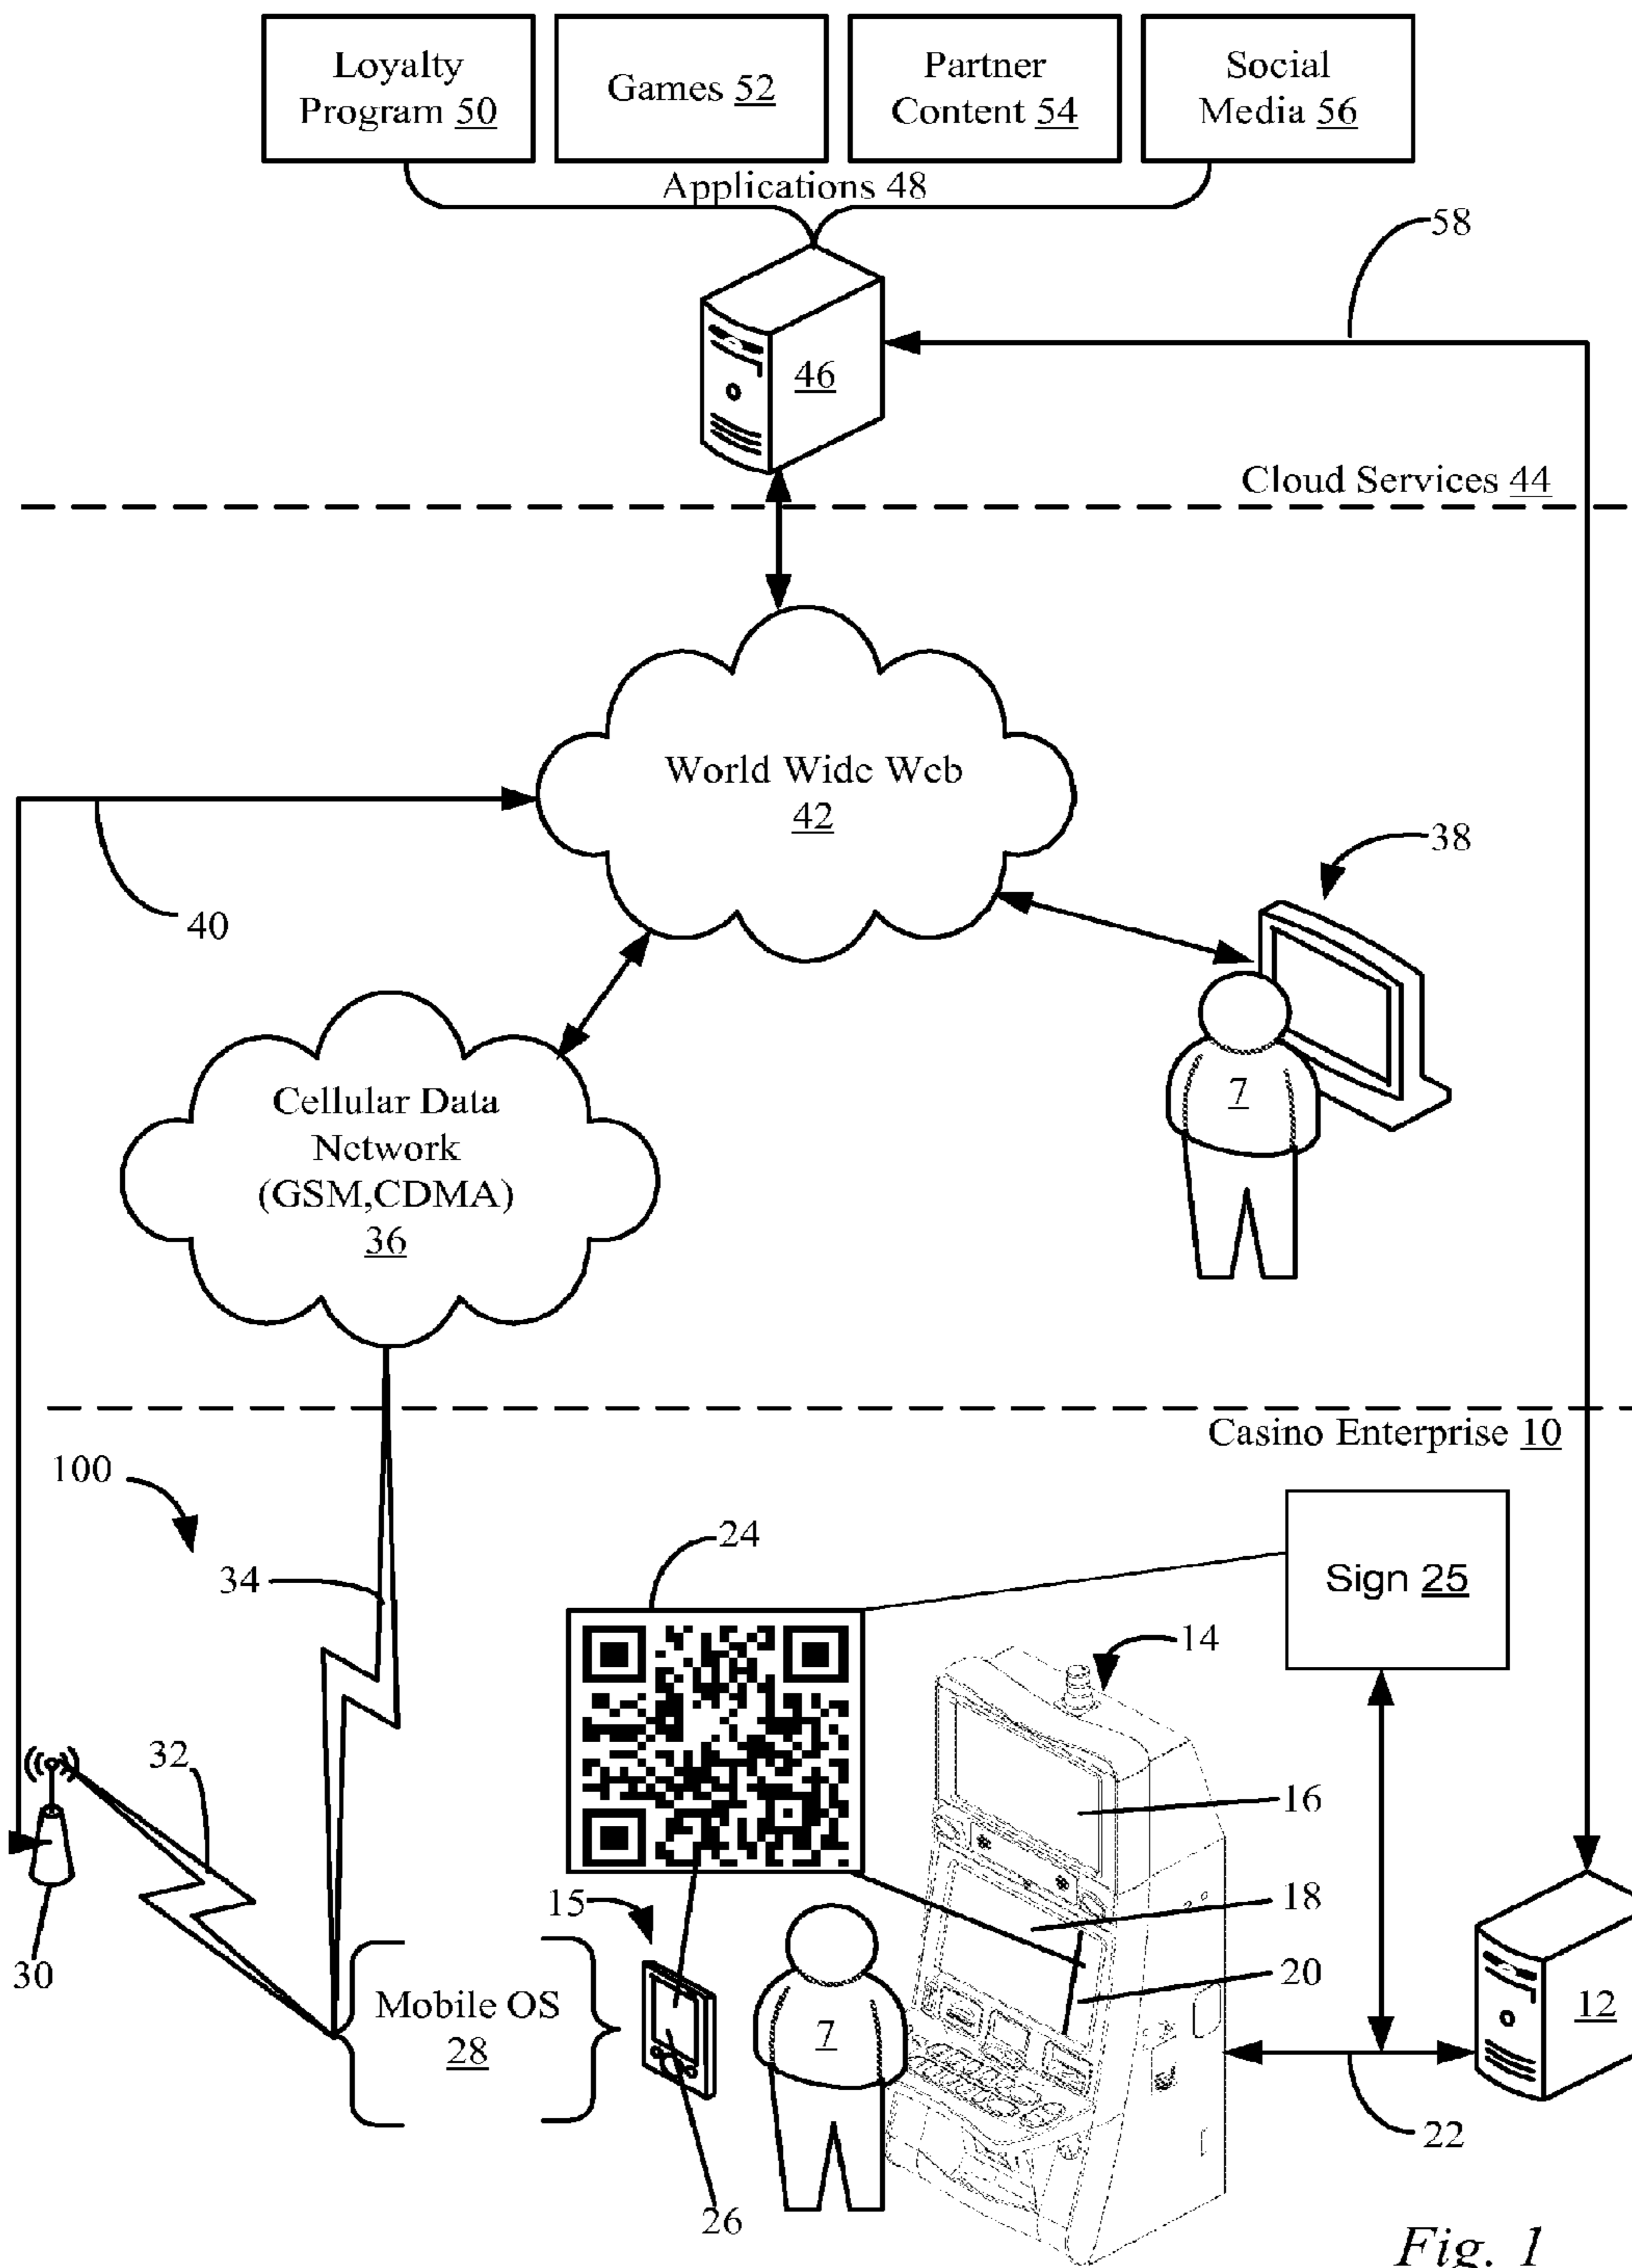 Loyalty
Program 50
Games 52
Partner
Content 54
Social
Media 56
Applications 48
58
46
Cloud Services 44
World Wide Web
42
38
40
7
Cellular Data
Network
(GSM,CDMA)
36
Casino Enterprise 10
100
34
24
Sign 25
14
32
16
15
18
30
20
Mobile OS
28
7
12
22
26
Fig. 1